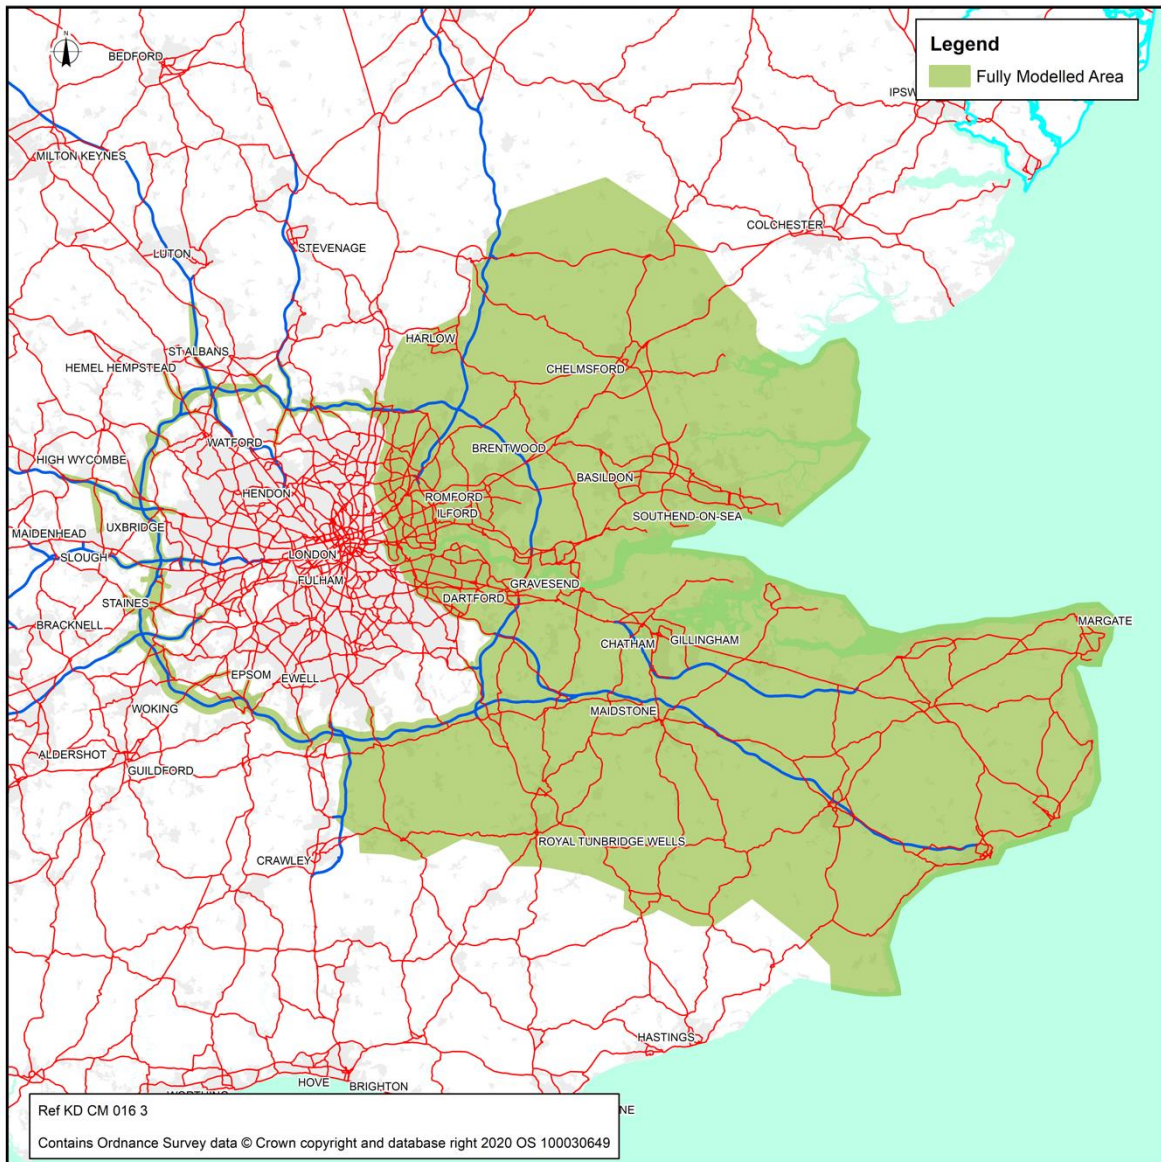 N
Legend
Fully Modelled Area
BEDFORD
IPSW
MILTON KEYNES
COLCHESTER
STEVENAGE
LUTON
HARLOW
ST ALBANS
HEMEL HEMPSTEAD
CHELMSFORD
WATFORD
BRENTWOOD
HIGH WYCOMBE
BASILDON
HENDON
ROMFORD
ILFORD
SOUTHEND-ON-SEA
UXBRIDGE
MAIDENHEAD
SLOUGH
LONDON
FULHAM
GRAVESEND
DARTFORD
STAINES
BRACKNELL
MARGATE
CHATHAM
GILLINGHAM
EPSOM
EWELL
WOKING
MAIDSTONE
ALDERSHOT
GUILDFORD
ROYAL TUNBRIDGE WELLS
CRAWLEY
HASTINGS
HOVE
BRIGHTON
NE
Ref KD CM 016 3
Contains Ordnance Survey data © Crown copyright and database right 2020 OS 100030649